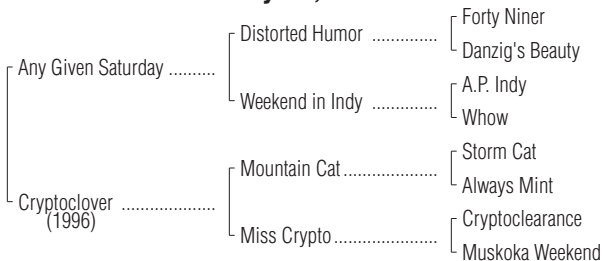 Forty Niner
Distorted Humor ..............
Danzig's Beauty
Any Given Saturday ..........
A.P. Indy
Weekend in Indy ..............
Whow
Storm Cat
Mountain Cat....................
Always Mint
Cryptoclover ....................
(1996)
Cryptoclearance
Miss Crypto......................
Muskoka Weekend